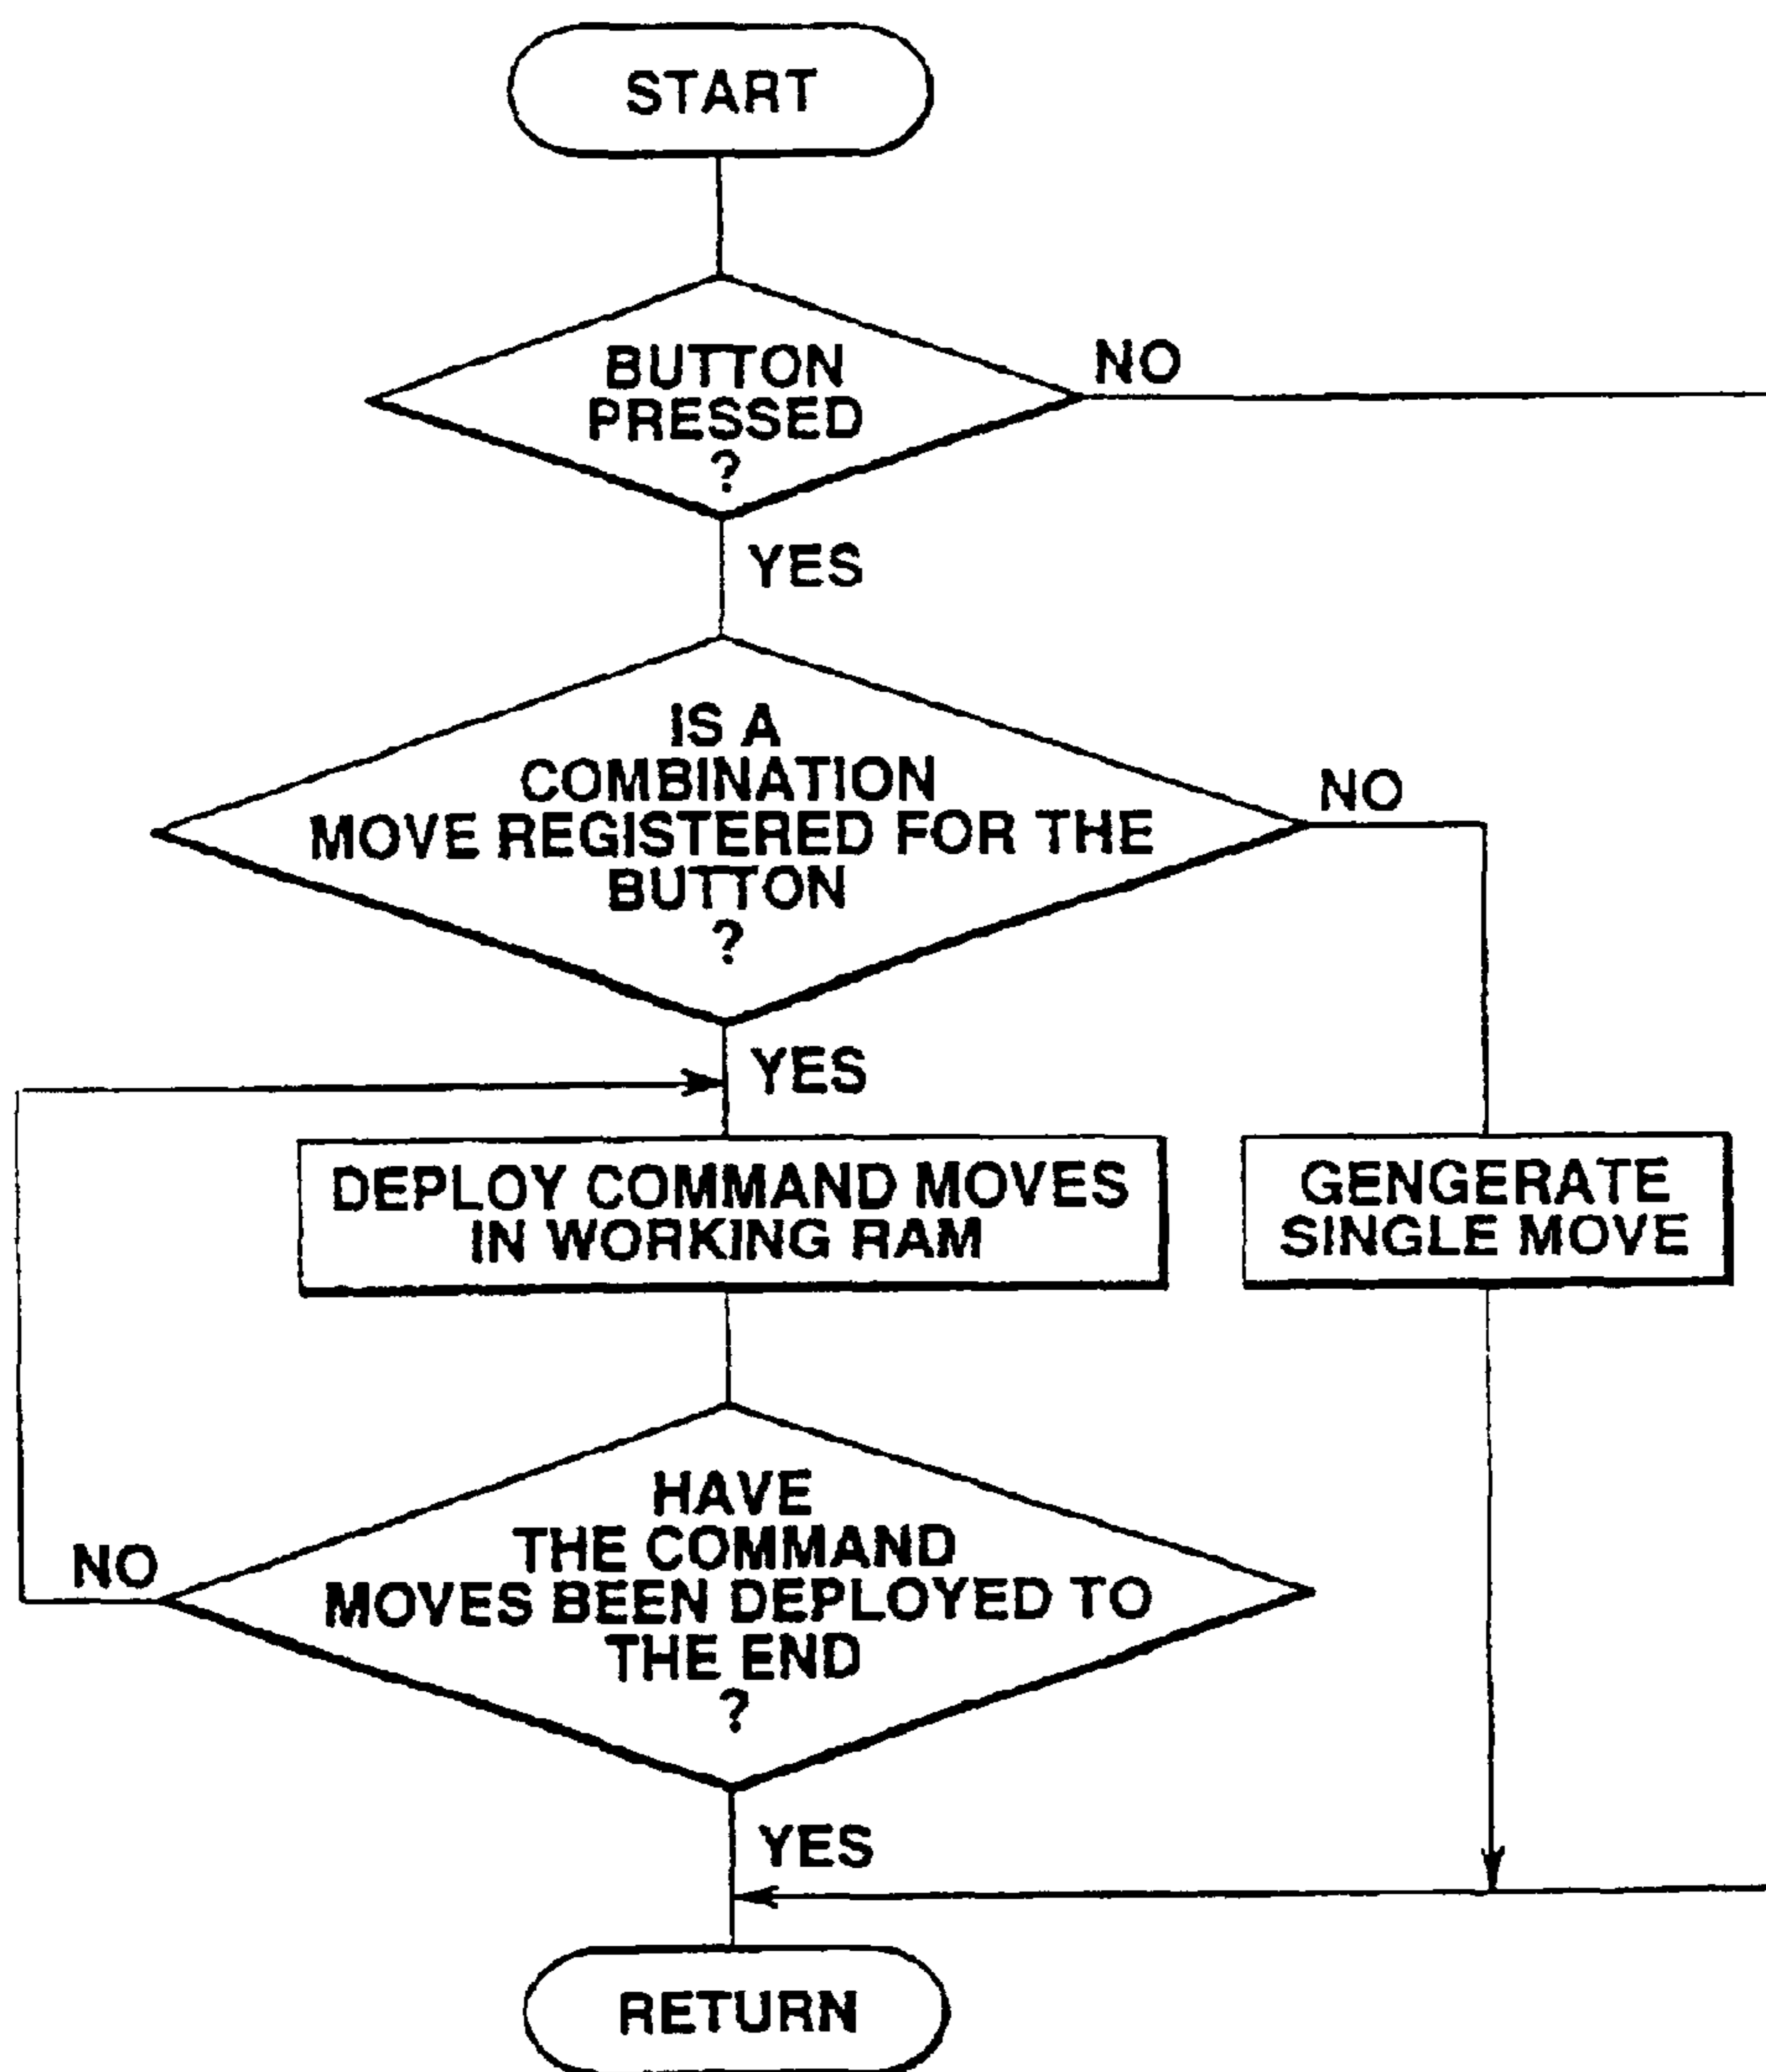 START
BUTTON
PRESSED
?
NO
YES
IS A
COMBINATION
MOVE REGISTERED FOR THE
BUTTON
?
NO
YES
DEPLOY COMMAND MOVES
IN WORKING RAM
GENGERATE
SINGLE MOVE
HAVE
THE COMMAND
MOVES BEEN DEPLOYED TO
THE END
?
NO
YES
RETURN